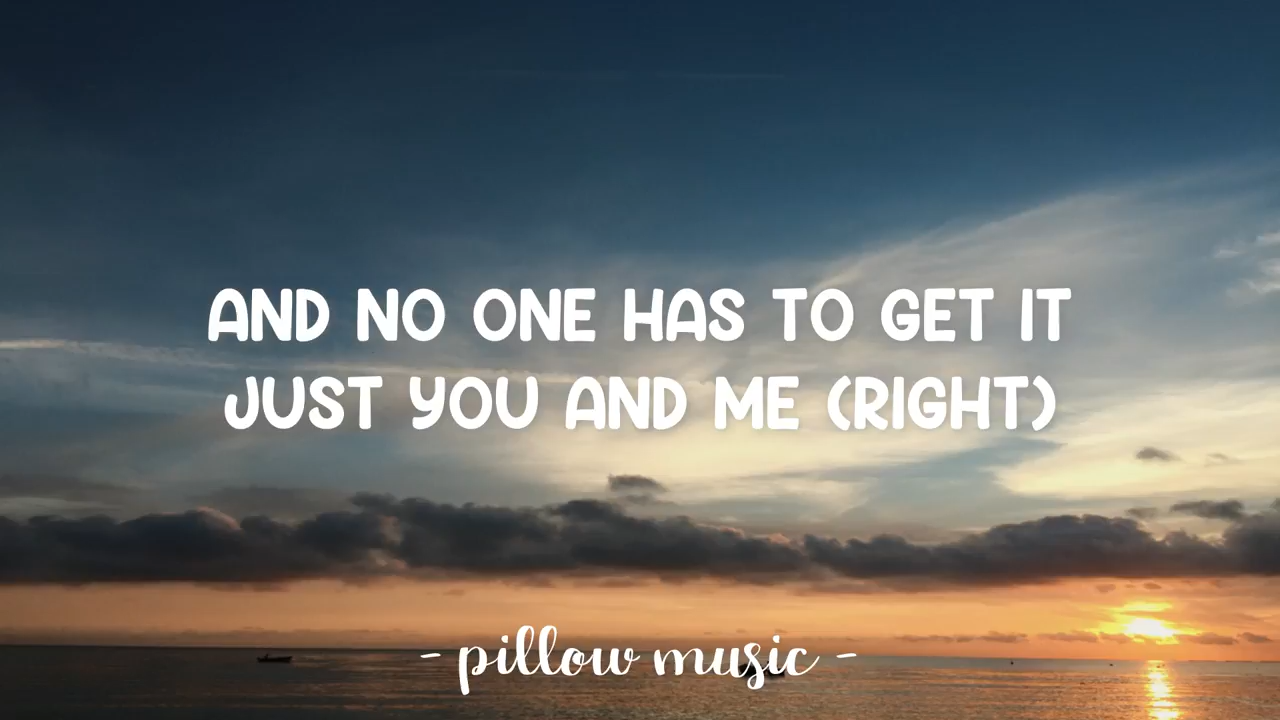 AND NO ONE HAS TO GET IT
JUST YOU AND ME (RIGHT)
- pillow music -